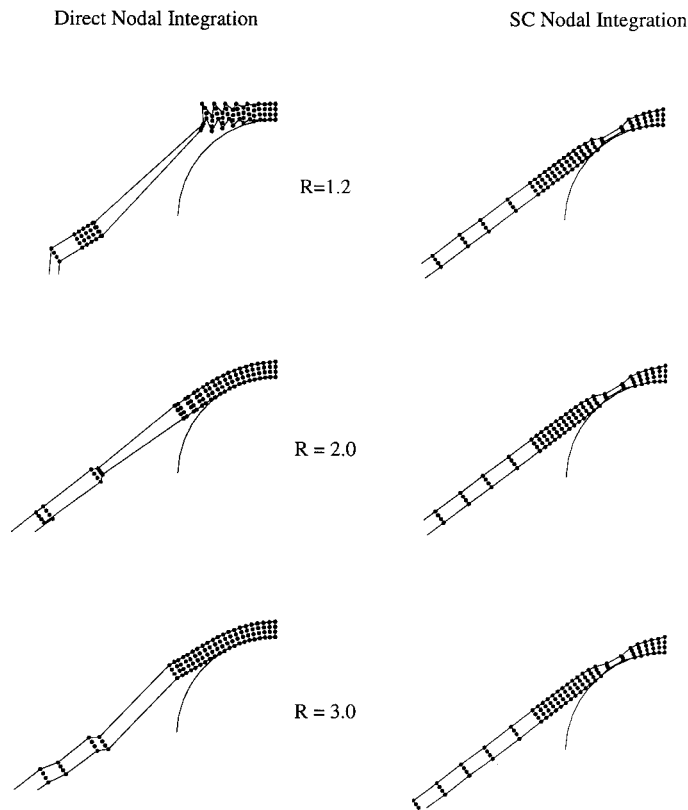 Direct Nodal Integration
SC Nodal Integration
R=1.2
R = 2.0
R = 3.0